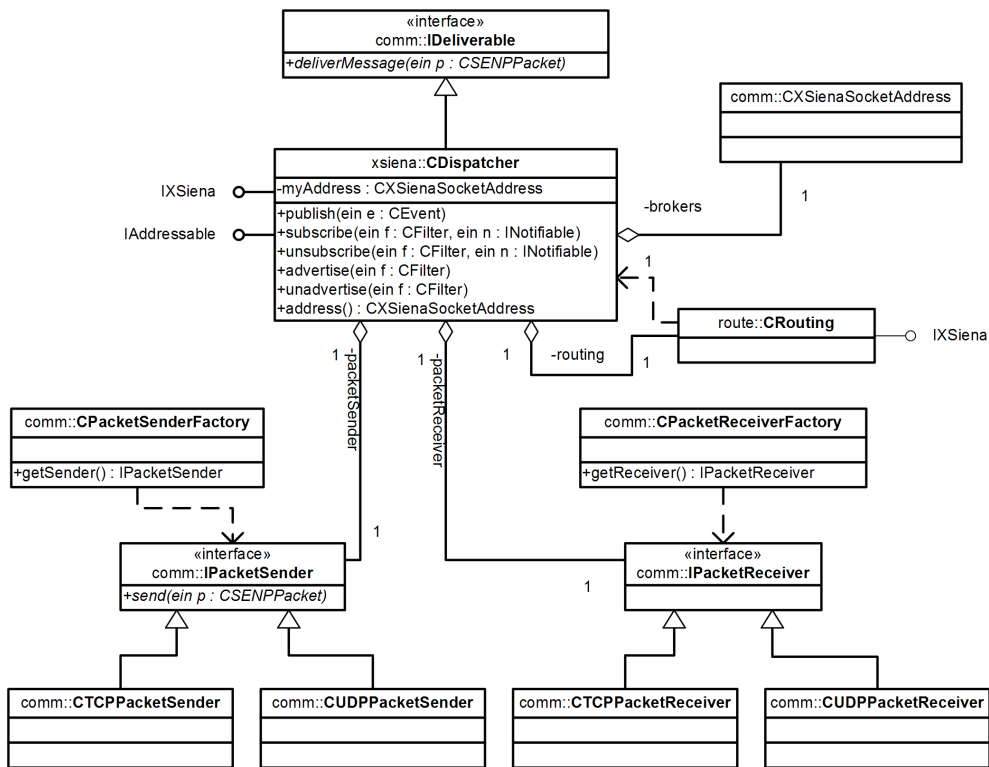 «interface»
comm::IDeliverable
+deliverMessage(ein p : CSENPPacket)
comm::CXSienaSocketAddress
xsiena::CDispatcher
-myAddress : CXSienaSocketAddress
+publish(ein e : CEvent)
+subscribe(ein f : CFilter, ein n : INotifiable)
+unsubscribe(ein f : CFilter, ein n : INotifiable)
+advertise(ein f : CFilter)
+unadvertise(ein f : CFilter)
+address() : CXSienaSocketAddress
IXSiena
IAddressable
-brokers
1
1
route::CRouting
IXSiena
1
-routing
1
1
-packetSender
1
-packetReceiver
comm::CPacketSenderFactory
+getSender() : IPacketSender
comm::CPacketReceiverFactory
+getReceiver() : IPacketReceiver
1
«interface»
comm::IPacketSender
+send(ein p : CSENPPacket)
1
«interface»
comm::IPacketReceiver
comm::CTCPPacketSender
comm::CUDPPacketSender
comm::CTCPPacketReceiver
comm::CUDPPacketReceiver